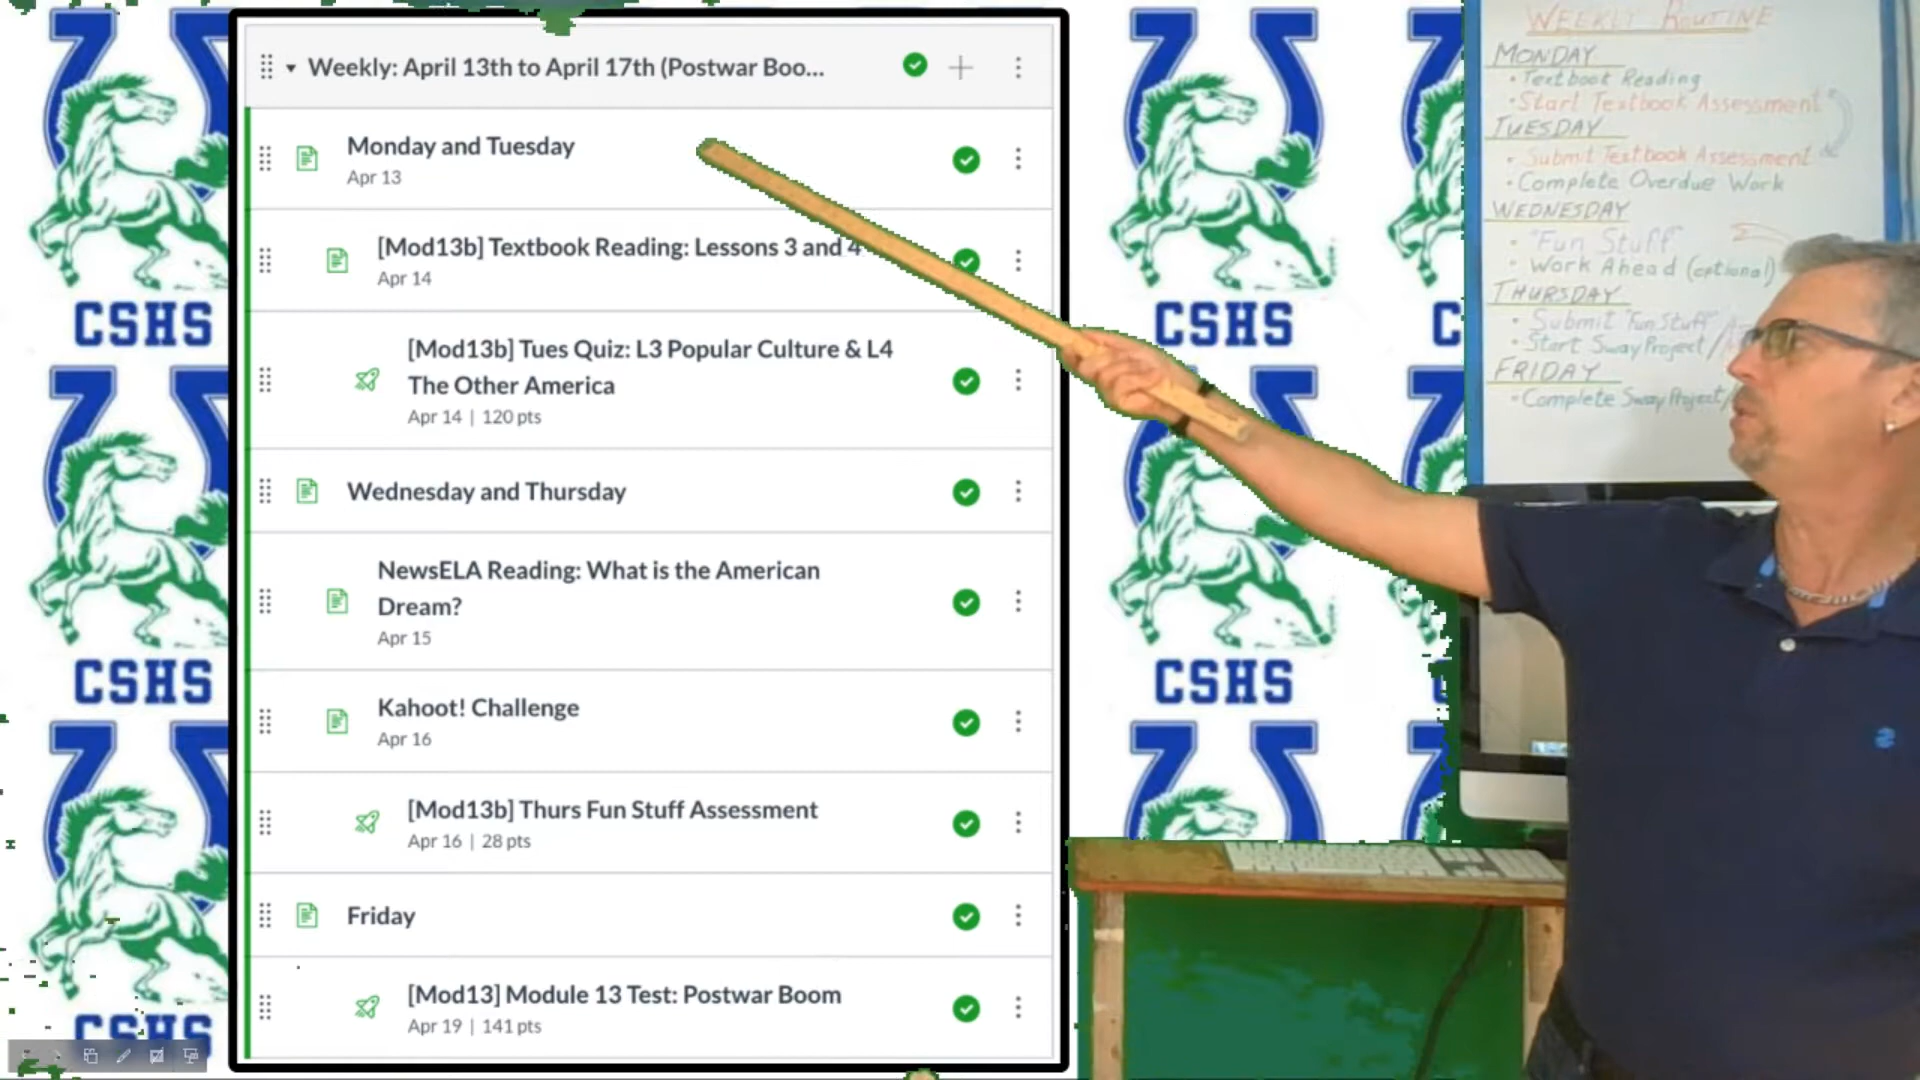 Weekly: April 13th to April 17th (Postwar Boo...
Monday and Tuesday
Apr 13
[Mod13b] Textbook Reading: Lessons 3 and 4
Apr 14
[Mod13b] Tues Quiz: L3 Popular Culture & L4
The Other America
Apr 14 | 120 pts
Wednesday and Thursday
NewsELA Reading: What is the American
Dream?
Apr 15
Kahoot! Challenge
Apr 16
[Mod13b] Thurs Fun Stuff Assessment
Apr 16 | 28 pts
Friday
[Mod13] Module 13 Test: Postwar Boom
Apr 19 | 141 pts
CSHS
CSHS
CSHS
CSHS
CSHS
WEEKLY ROUTINE
MONDAY
• Textbook Reading
• Start Textbook Assessment
TUESDAY
• Submit Textbook Assessment
• Complete Overdue Work
WEDNESDAY
• "Fun Stuff"
• Work Ahead (optional)
THURSDAY
• Submit "Fun Stuff"
• Start Sway Project/
FRIDAY
• Complete Sway Project/